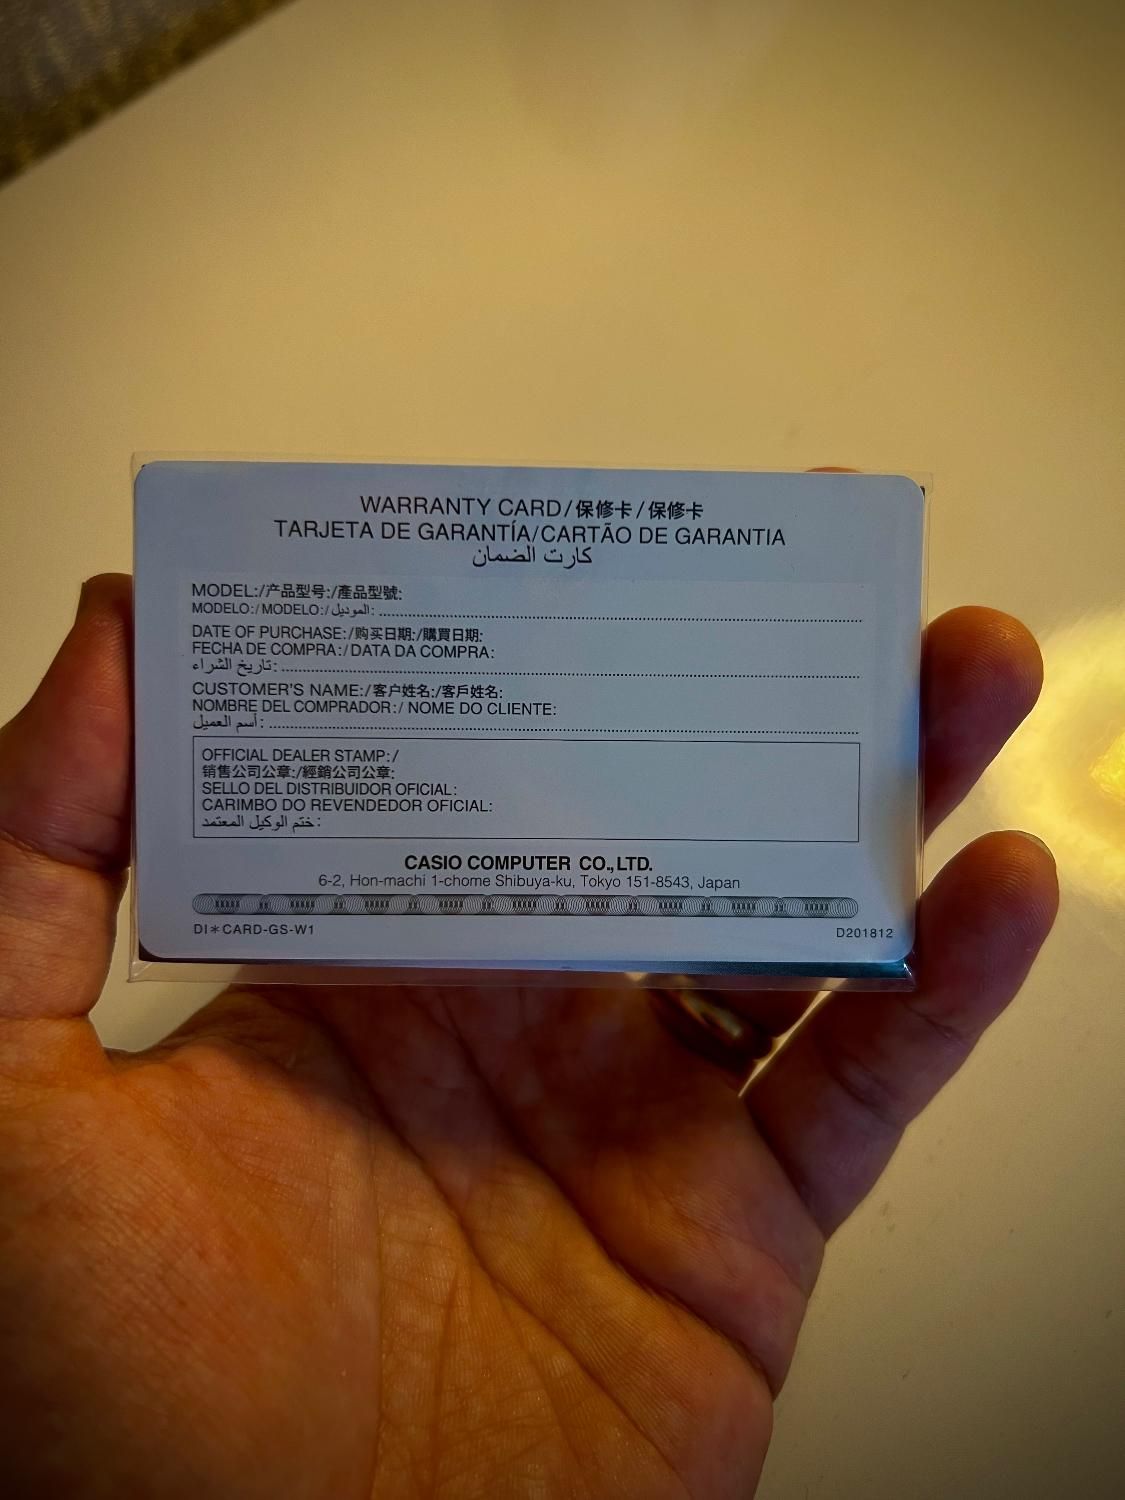 WARRANTY CARD/保修卡/保修卡
TARJETA DE GARANTÍA/CARTÃO DE GARANTIA
كارت الضمان
MODEL:/产品型号:/產品型號:
MODELO:/MODELO:/الموديل:
DATE OF PURCHASE:/购买日期:/購買日期:
FECHA DE COMPRA:/DATA DA COMPRA:
تاريخ الشراء:
CUSTOMER'S NAME:/客户姓名:/客戶姓名:
NOMBRE DEL COMPRADOR:/ NOME DO CLIENTE:
أسم العميل:
OFFICIAL DEALER STAMP:/
销售公司公章:/經銷公司公章:
SELLO DEL DISTRIBUIDOR OFICIAL:
CARIMBO DO REVENDEDOR OFICIAL:
ختم الوكيل المعتمد:
CASIO COMPUTER CO.,LTD.
6-2, Hon-machi 1-chome Shibuya-ku, Tokyo 151-8543, Japan
DI＊CARD-GS-W1
D201812